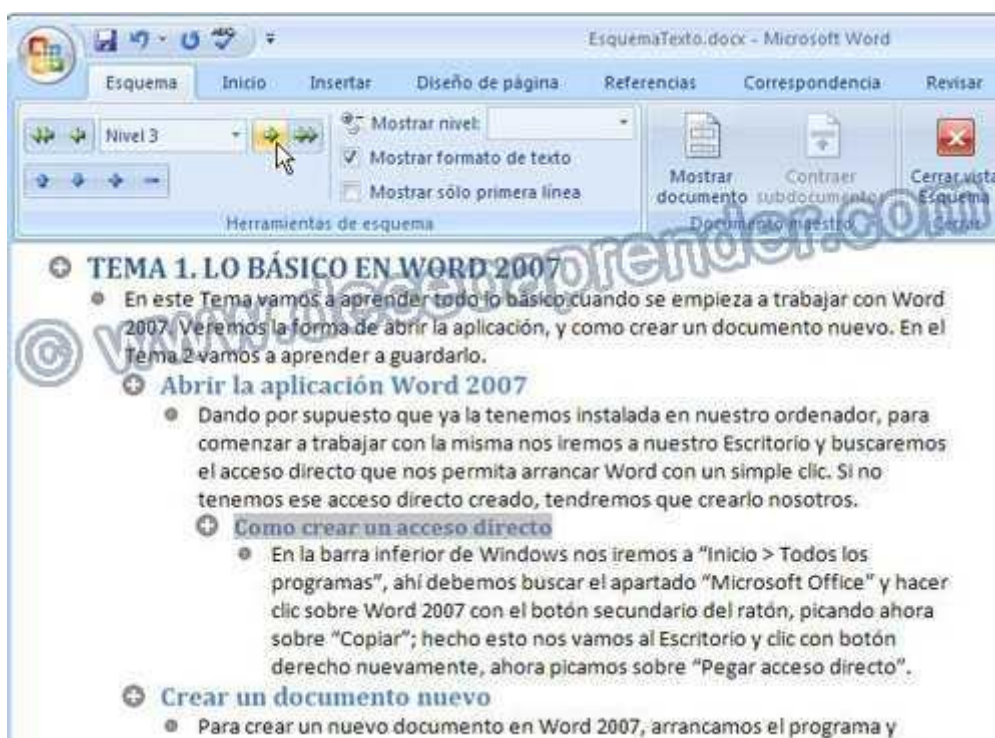 EsquemaTexto.docx - Microsoft Word
Esquema Inicio Insertar Diseño de página Referencias Correspondencia Revisar
Nivel 3
Mostrar nivel:
Mostrar formato de texto
Mostrar sólo primera línea
Mostrar documento
Contraer subdocumentos
Cerrar vista Esquema
Herramientas de esquema Documento maestro Cerrar
© www.deseoaprender.com
TEMA 1. LO BÁSICO EN WORD 2007
En este Tema vamos a aprender todo lo básico cuando se empieza a trabajar con Word
2007. Veremos la forma de abrir la aplicación, y como crear un documento nuevo. En el
Tema 2 vamos a aprender a guardarlo.
Abrir la aplicación Word 2007
Dando por supuesto que ya la tenemos instalada en nuestro ordenador, para
comenzar a trabajar con la misma nos iremos a nuestro Escritorio y buscaremos
el acceso directo que nos permita arrancar Word con un simple clic. Si no
tenemos ese acceso directo creado, tendremos que crearlo nosotros.
Como crear un acceso directo
En la barra inferior de Windows nos iremos a “Inicio > Todos los
programas”, ahí debemos buscar el apartado “Microsoft Office” y hacer
clic sobre Word 2007 con el botón secundario del ratón, picando ahora
sobre “Copiar”; hecho esto nos vamos al Escritorio y clic con botón
derecho nuevamente, ahora picamos sobre “Pegar acceso directo”.
Crear un documento nuevo
Para crear un nuevo documento en Word 2007, arrancamos el programa y